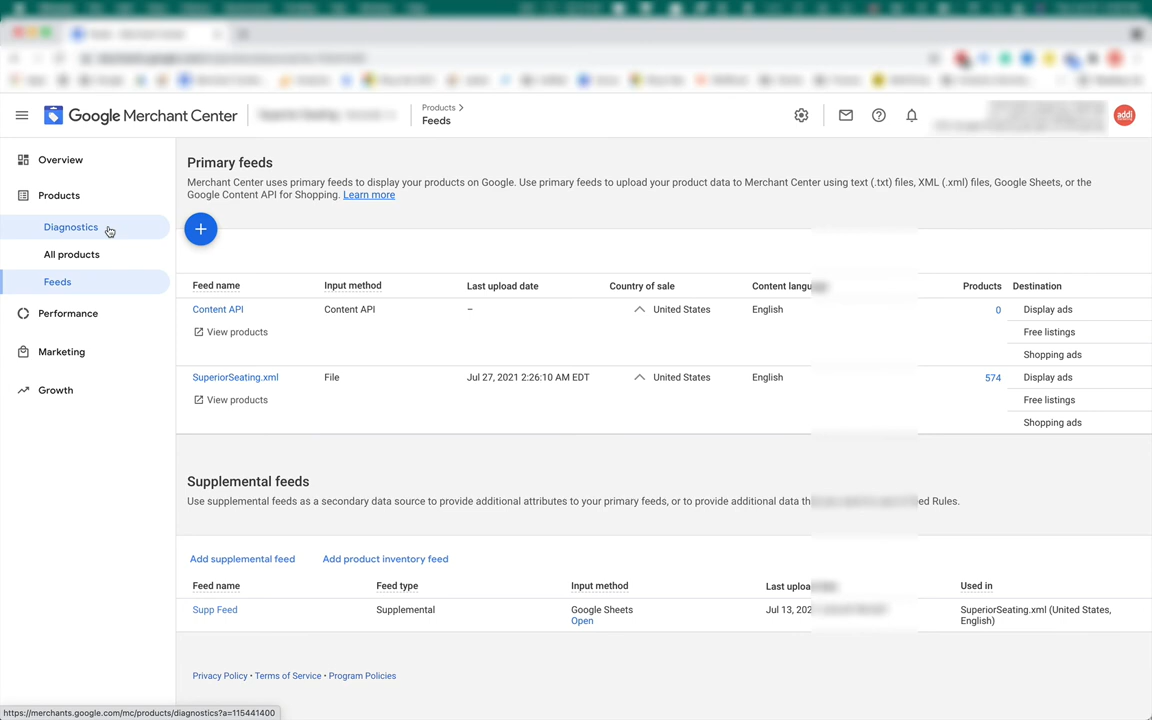 Google Merchant Center
Products
Feeds
addi
Overview
Products
Diagnostics
All products
Feeds
Performance
Marketing
Growth
Primary feeds
Merchant Center uses primary feeds to display your products on Google. Use primary feeds to upload your product data to Merchant Center using text (.txt) files, XML (.xml) files, Google Sheets, or the
Google Content API for Shopping. Learn more
Feed name Input method Last upload date Country of sale Content Products Destination
Content API Content API – United States English 0 Display ads
View products Free listings
Shopping ads
SuperiorSeating.xml File Jul 27, 2021 2:26:10 AM EDT United States English 574 Display ads
View products Free listings
Shopping ads
Supplemental feeds
Use supplemental feeds as a secondary data source to provide additional attributes to your primary feeds, or to provide additional data Rules.
Add supplemental feed Add product inventory feed
Feed name Feed type Input method Last Used in
Supp Feed Supplemental Google Sheets Jul 13, SuperiorSeating.xml (United States,
Open English)
Privacy Policy • Terms of Service • Program Policies
https://merchants.google.com/mc/products/diagnostics?a=115441400